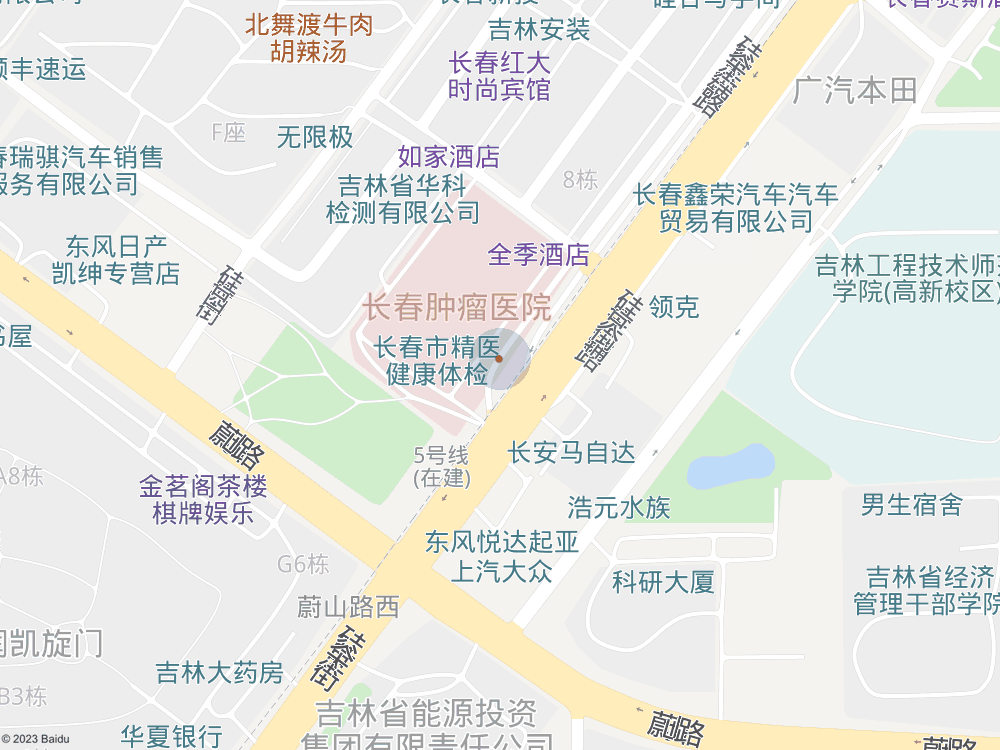 北舞渡牛肉
胡辣汤
吉林安装
顺丰速运
长春红大
时尚宾馆
广汽本田
F座
无限极
如家酒店
春瑞骐汽车销售
服务有限公司
吉林省华科
检测有限公司
8栋
长春鑫荣汽车汽车
贸易有限公司
东风日产
凯绅专营店
全季酒店
吉林工程技术师范
学院(高新校区)
领克
长春肿瘤医院
书屋
长春市精医
健康体检
5号线
(在建)
长安马自达
A8栋
金茗阁茶楼
棋牌娱乐
浩元水族
男生宿舍
东风悦达起亚
上汽大众
G6栋
科研大厦
吉林省经济
管理干部学院
蔚山路西
国凯旋门
吉林大药房
B3栋
吉林省能源投资
集团有限责任公司
华夏银行
© 2023 Baidu